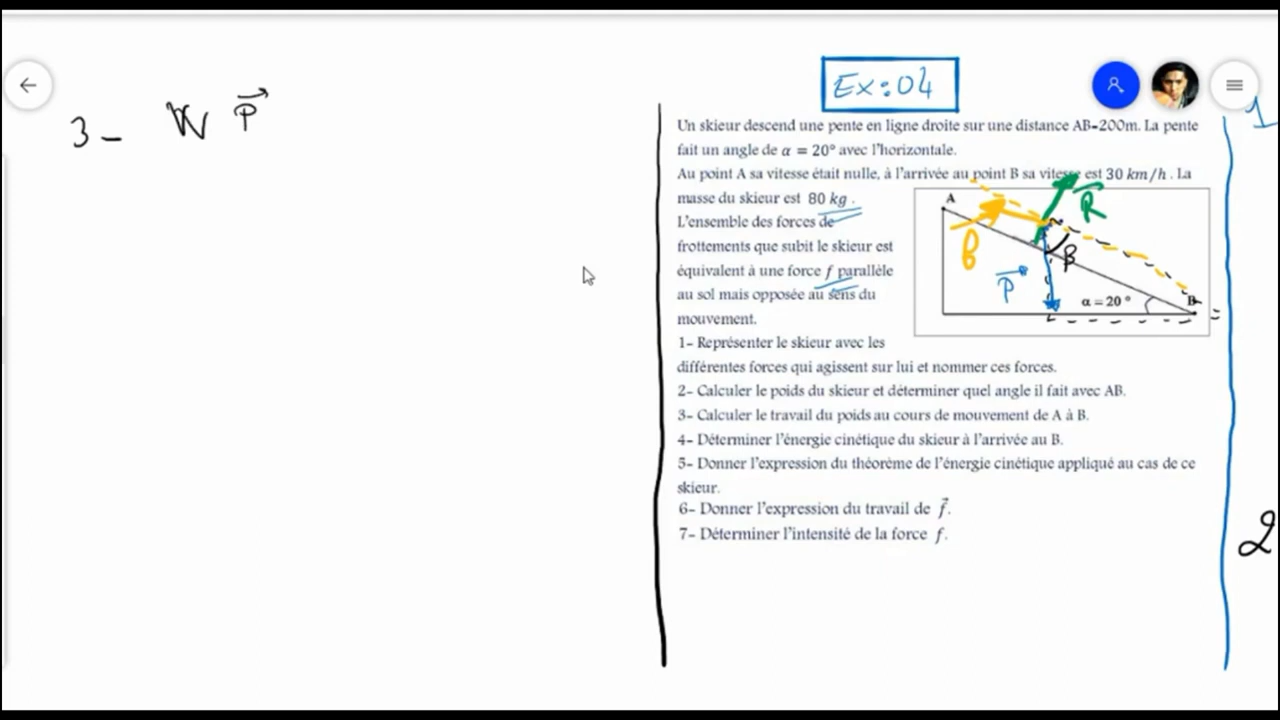 3- W P
Ex:04
1
Un skieur descend une pente en ligne droite sur une distance AB=200m. La pente
fait un angle de α = 20° avec l'horizontale.
Au point A sa vitesse était nulle, à l'arrivée au point B sa vitesse est 30 km/h . La
masse du skieur est 80 kg .
L'ensemble des forces de
frottements que subit le skieur est
équivalent à une force f parallèle
au sol mais opposée au sens du
mouvement.
A
R
β
P
α = 20 °
B
1- Représenter le skieur avec les
différentes forces qui agissent sur lui et nommer ces forces.
2- Calculer le poids du skieur et déterminer quel angle il fait avec AB.
3- Calculer le travail du poids au cours de mouvement de A à B.
4- Déterminer l'énergie cinétique du skieur à l'arrivée au B.
5- Donner l'expression du théorème de l'énergie cinétique appliqué au cas de ce
skieur.
6- Donner l'expression du travail de f⃗.
7- Déterminer l'intensité de la force f.
2